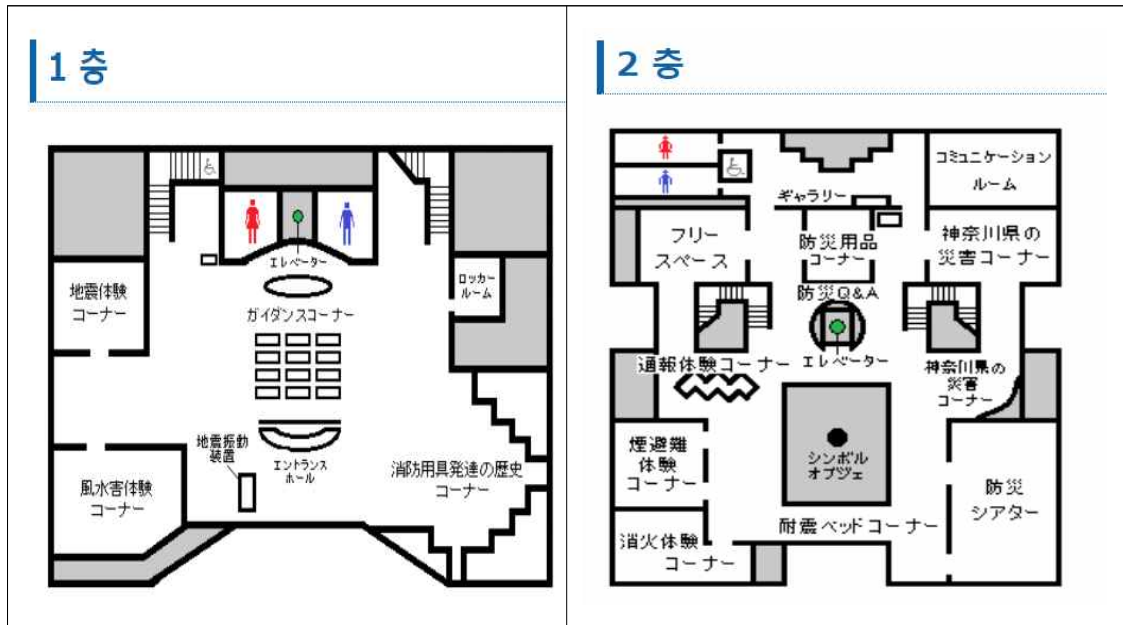 1 층
エレベーター
ロッカー
ルーム
地震体験
コーナー
ガイダンスコーナー
地震振動
装置
エントランス
ホール
消防用具発達の歴史
コーナー
風水害体験
コーナー
2 층
コミュニケーション
ルーム
ギャラリー
フリー
スペース
防災用品
コーナー
神奈川県の
災害コーナー
防災Q&A
通報体験コーナー
エレベーター
神奈川県の
災害
コーナー
煙避難
体験
コーナー
シンボル
オブジェ
防災
シアター
耐震ベッドコーナー
消火体験
コーナー